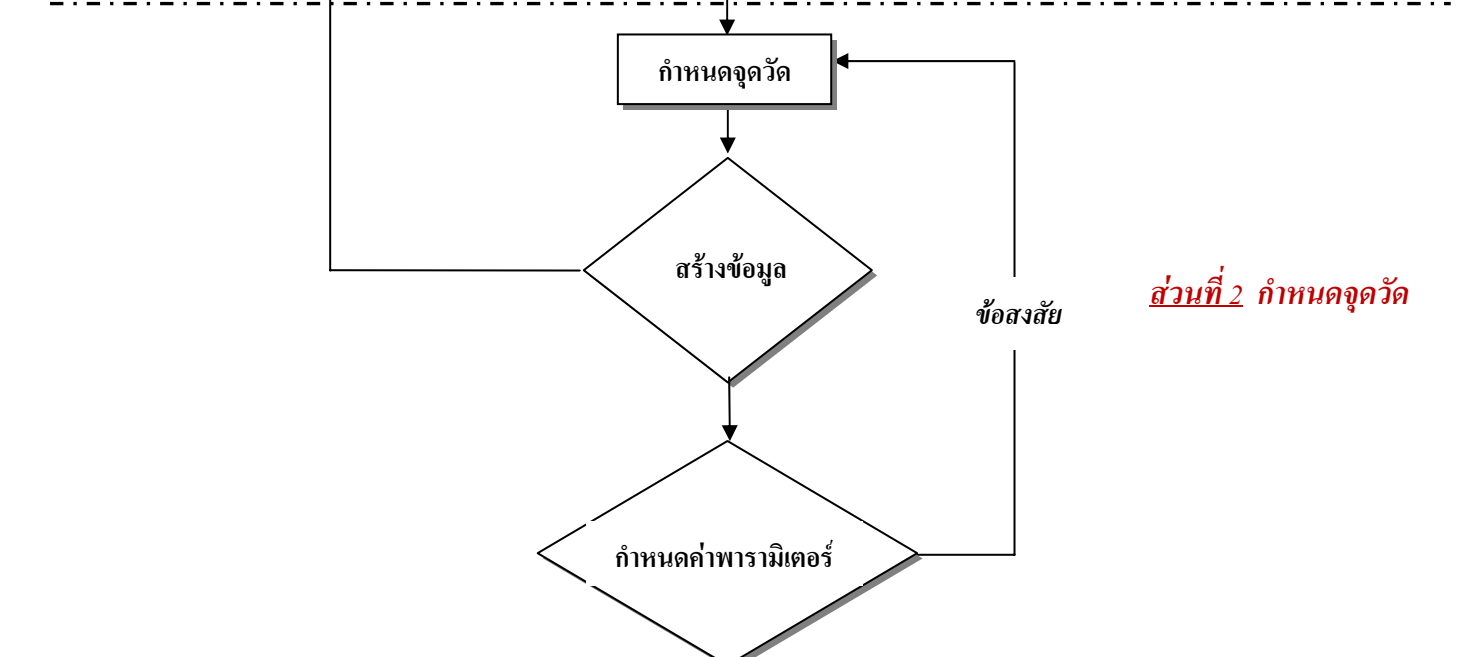 กำหนดจุดวัด
สร้างข้อมูล
ข้อสงสัย
ส่วนที่ 2 กำหนดจุดวัด
กำหนดค่าพารามิเตอร์